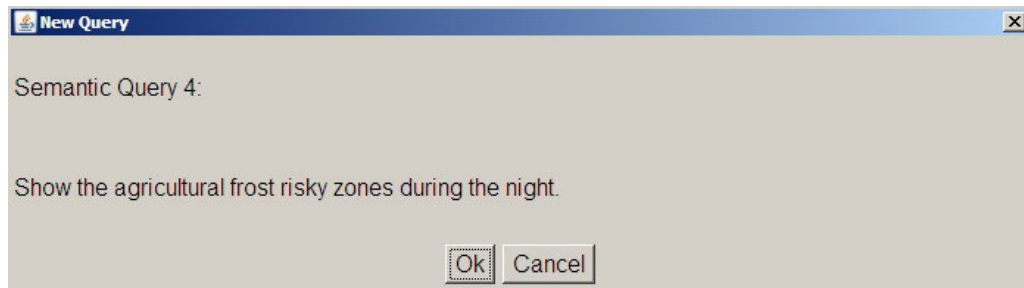 New Query
Semantic Query 4:
Show the agricultural frost risky zones during the night.
Ok Cancel